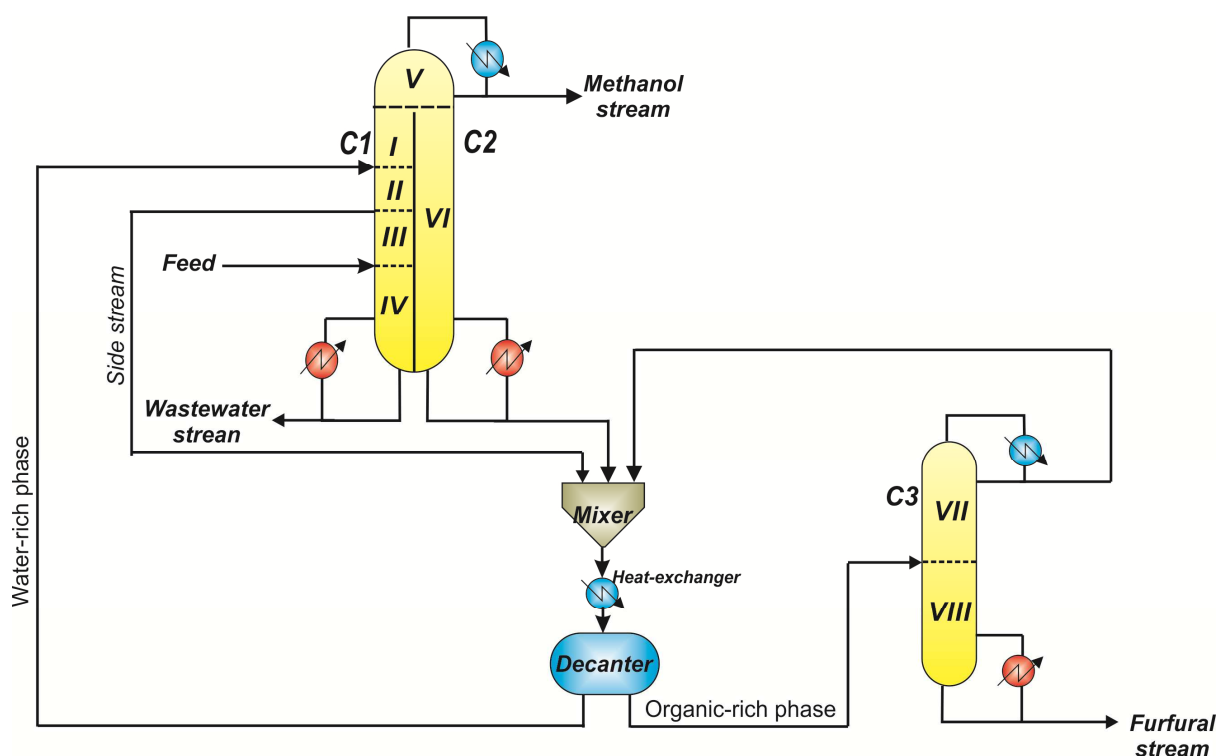 V
Methanol
stream
C1
I
C2
II
VI
III
Feed
IV
Side stream
Wastewater
strean
Water-rich phase
C3
VII
Mixer
Heat-exchanger
VIII
Decanter
Organic-rich phase
Furfural
stream